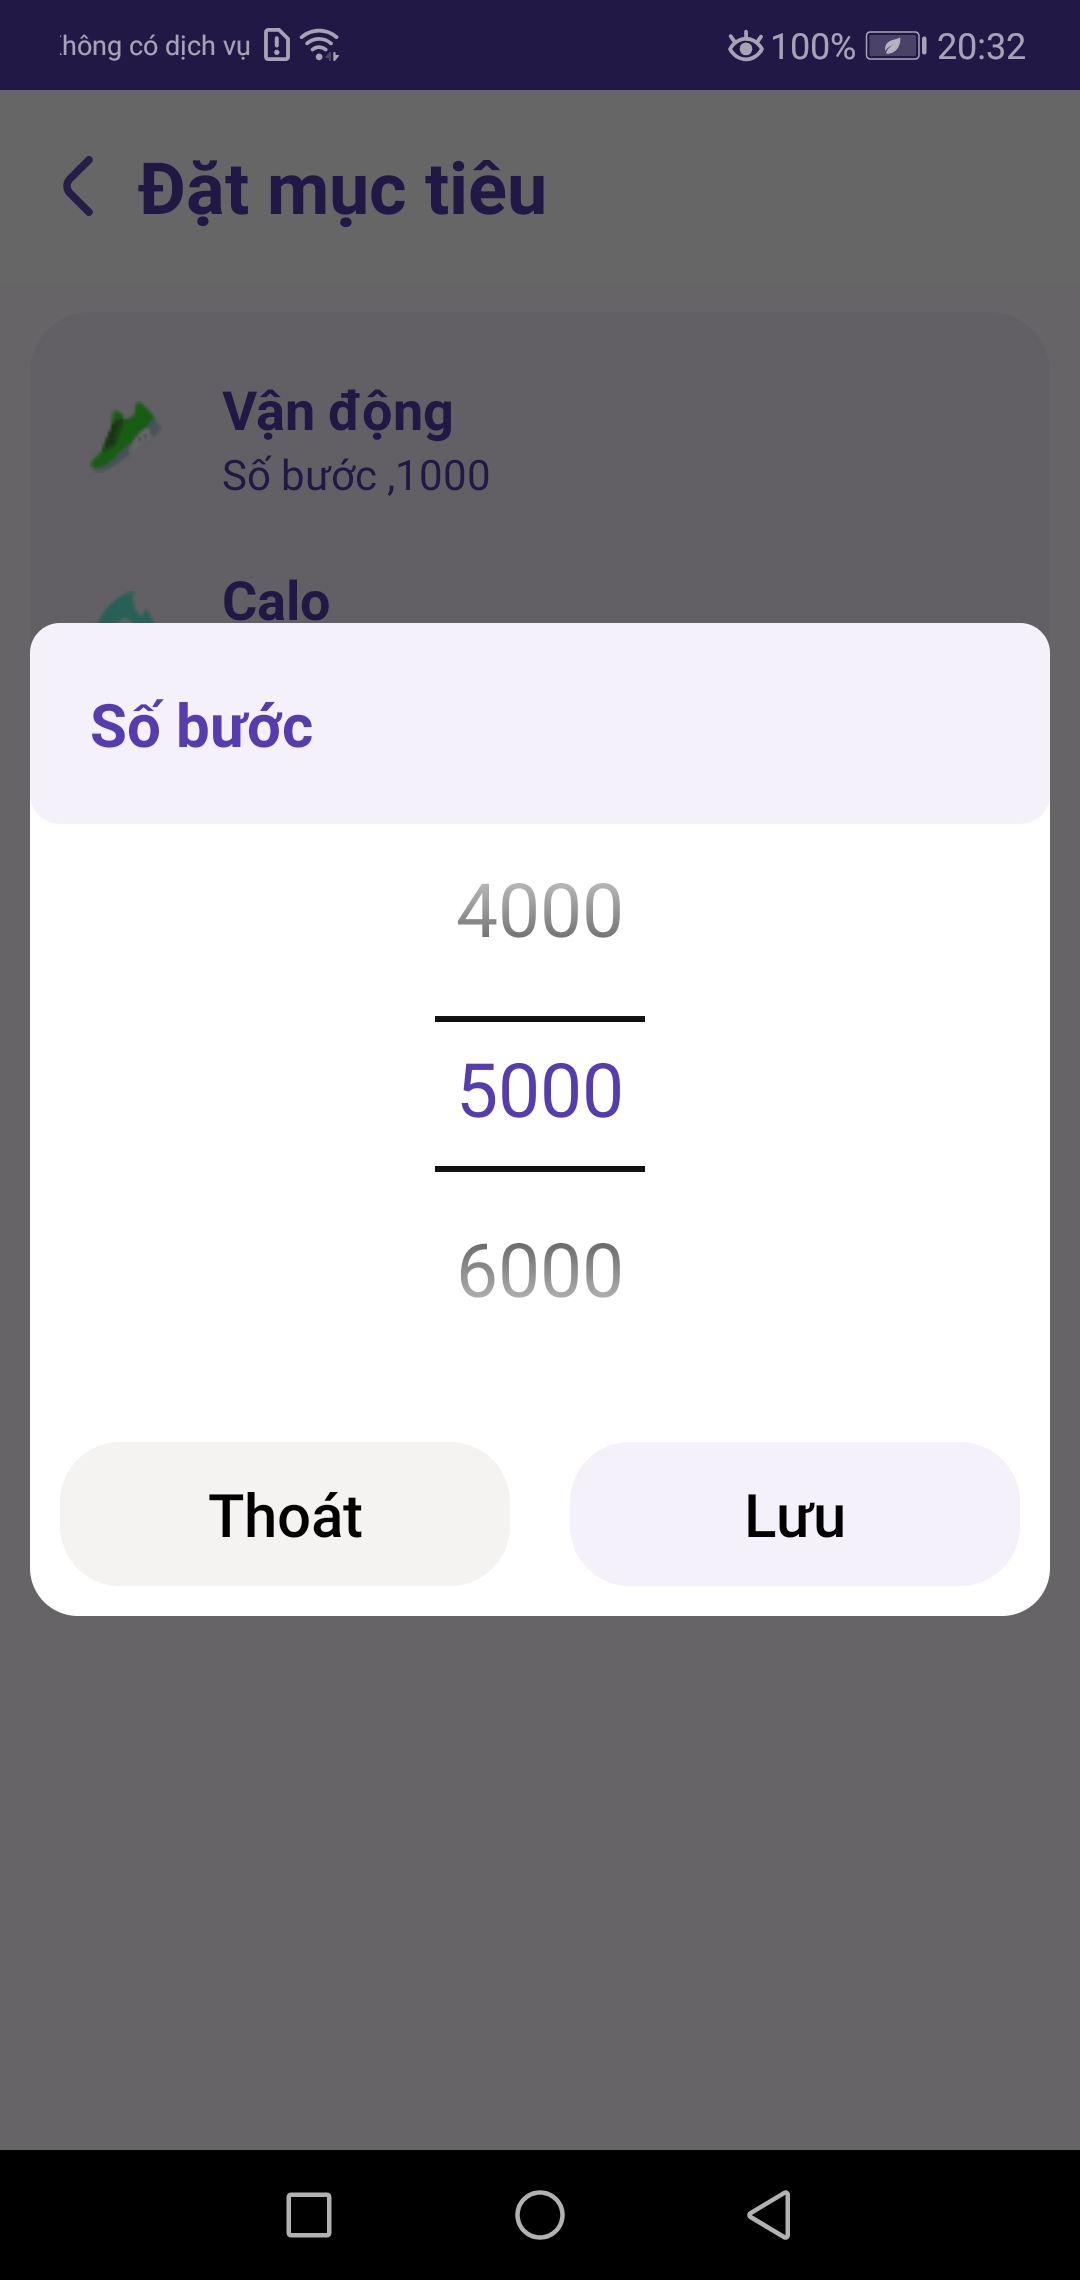 hông có dịch vụ 100% 20:32
Đặt mục tiêu
Vận động
Số bước ,1000
Calo
Số bước
4000
5000
6000
Thoát Lưu